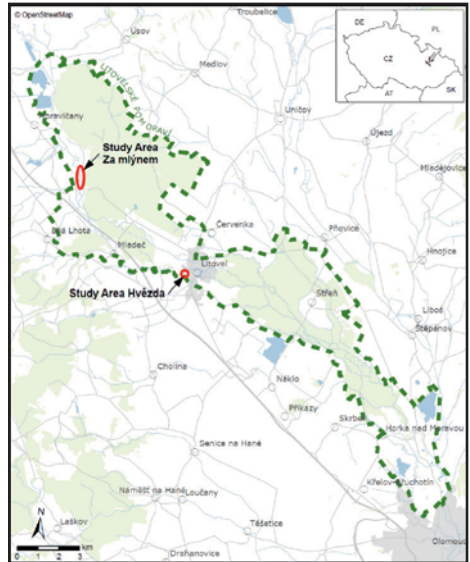 © OpenStreetMap
Troubelice
DE
PL
CZ
AT
SK
Úsov
Medlov
LITOVELSKÉ POMORAVÍ
Uničov
Moravičany
Újezd
Study Area
Za mlýnem
Mladějovice
Bílá Lhota
Mladeč
Červenka
Pňovice
Hnojice
Litovel
Study Area Hvězda
Střeň
Liboš
Štěpánov
Cholina
Náklo
Příkazy
Skrbeň
Horka nad Moravou
Senice na Hané
Křelov-Břuchotín
Náměšť na Hané
Loučany
N
Laškov
Těšetice
Olomouc
0
1
2
3
km
Drahanovice